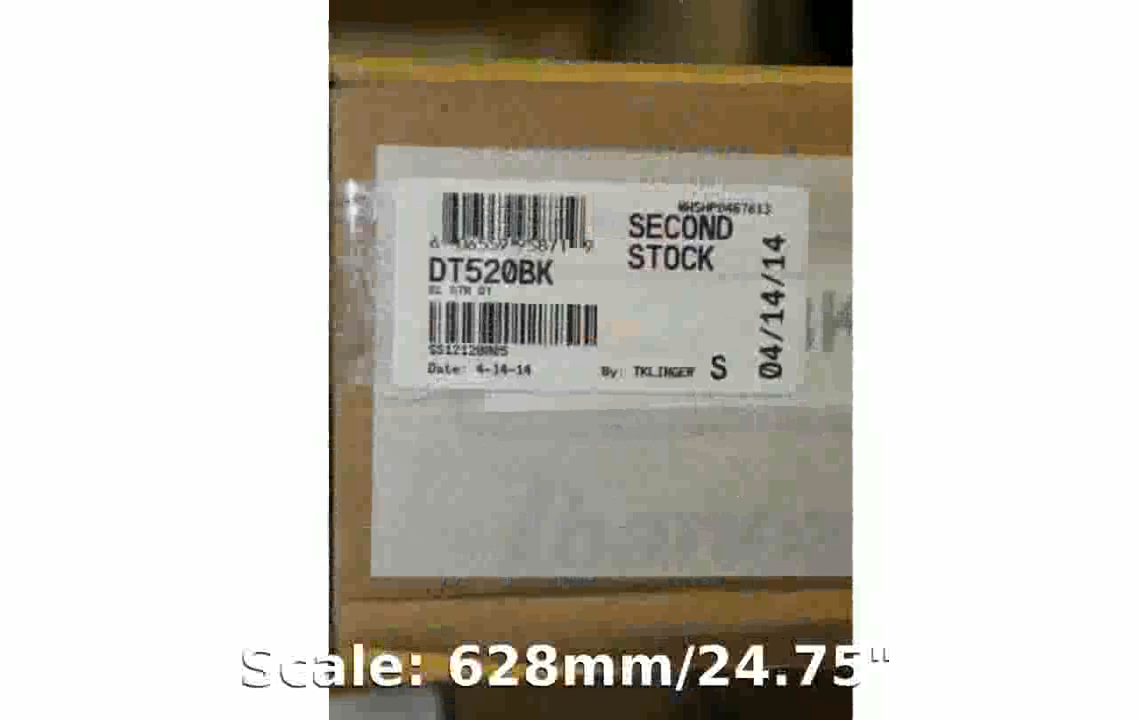 SECOND
STOCK
DT520BK
Date: 4-14-14
By: TKLINGER S
04/14/14
Scale: 628mm/24.75"